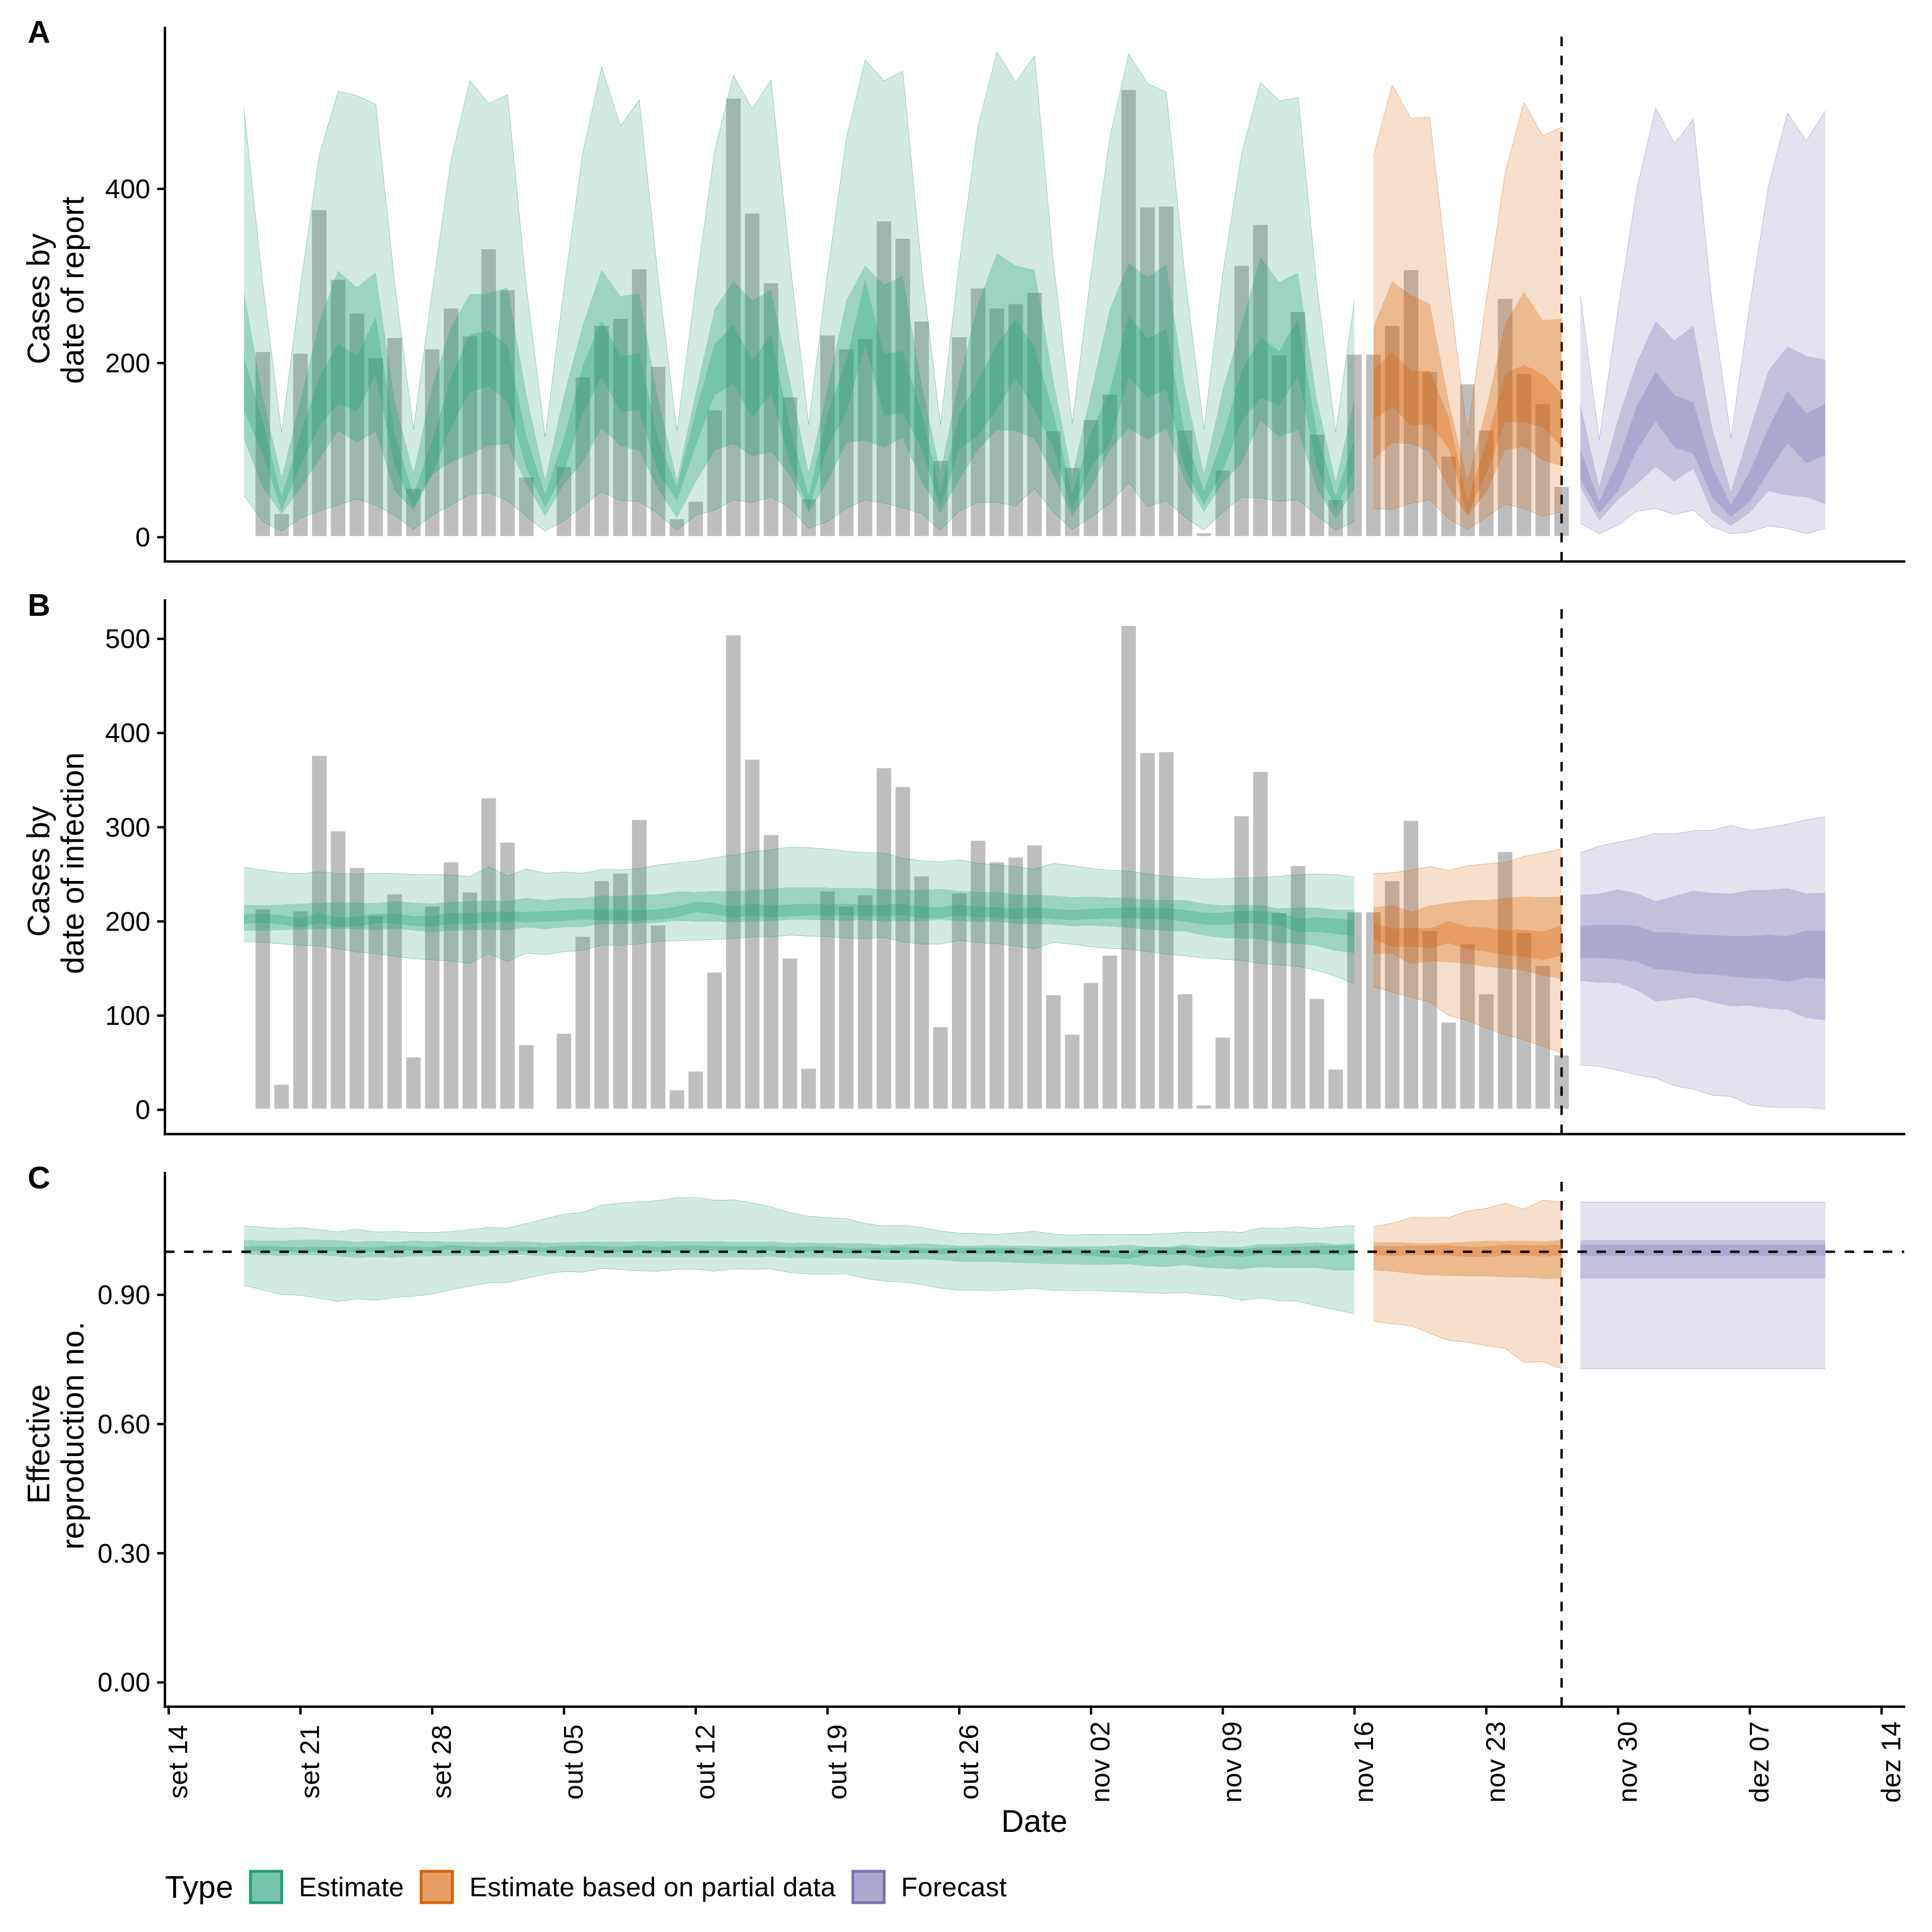 A
Cases by
date of report
400
200
0
B
Cases by
date of infection
500
400
300
200
100
0
C
Effective
reproduction no.
0.90
0.60
0.30
0.00
set 14
set 21
set 28
out 05
out 12
out 19
out 26
nov 02
nov 09
nov 16
nov 23
nov 30
dez 07
dez 14
Date
Type Estimate Estimate based on partial data Forecast